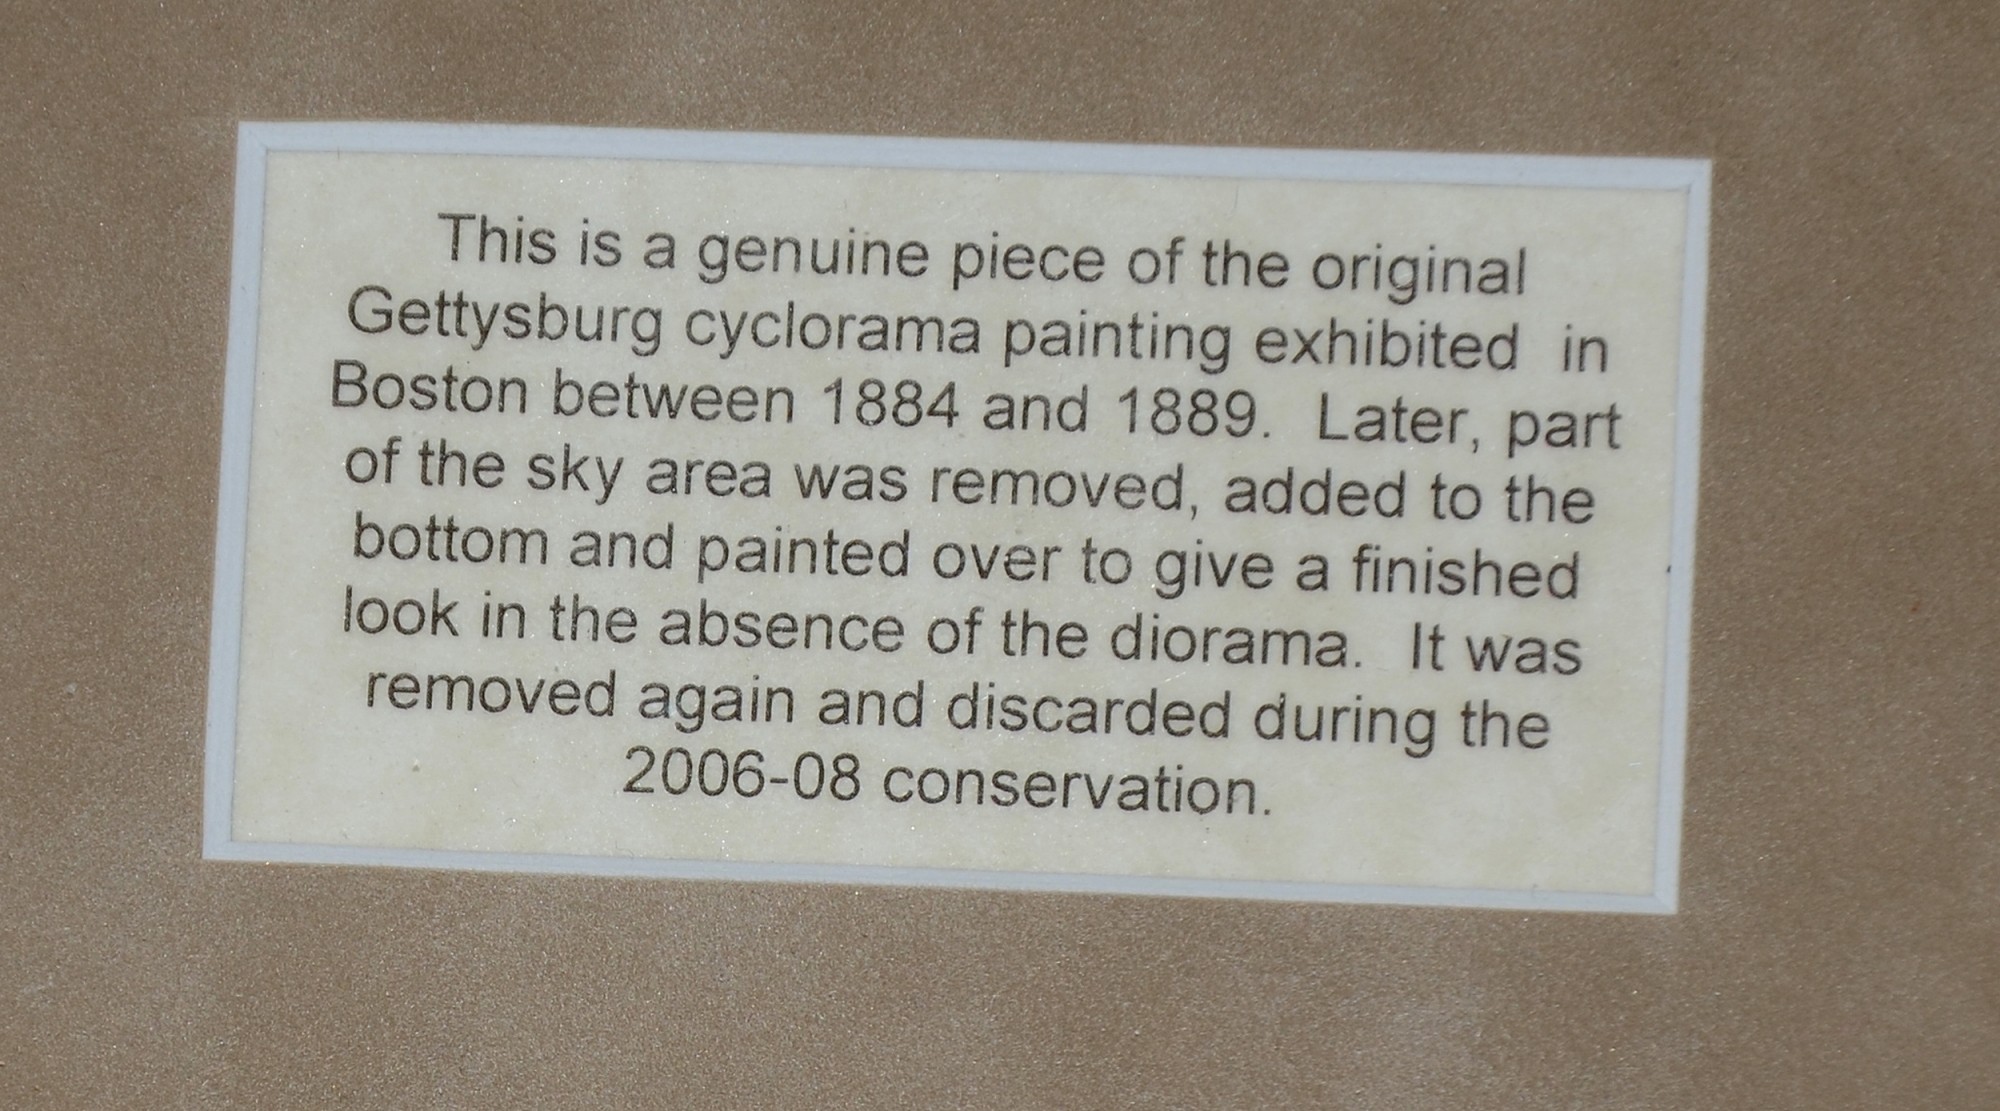 This is a genuine piece of the original
Gettysburg cyclorama painting exhibited  in
Boston between 1884 and 1889.  Later, part
of the sky area was removed, added to the
bottom and painted over to give a finished
look in the absence of the diorama.  It was
removed again and discarded during the
2006-08 conservation.